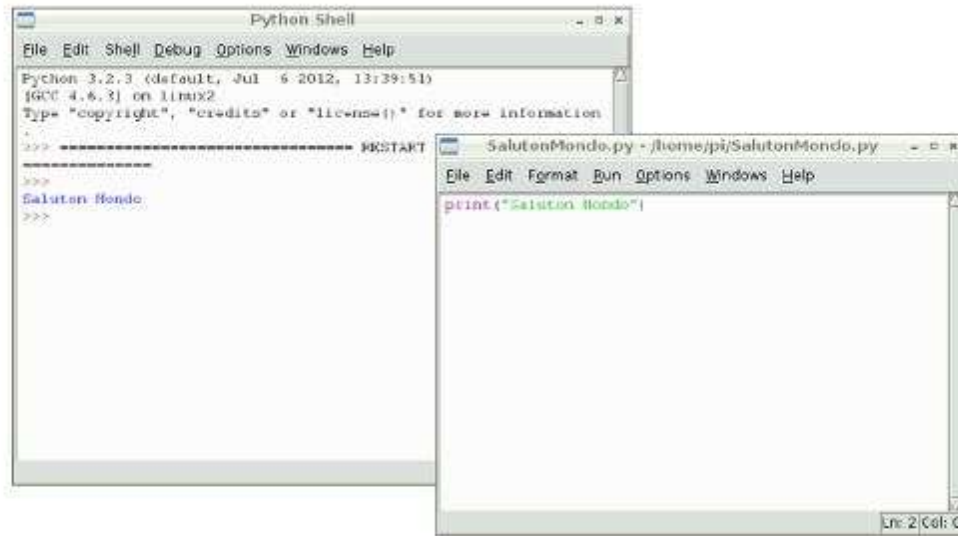 Python Shell
File Edit Shell Debug Options Windows Help
Python 3.2.3 (default, Jul  6 2012, 13:39:51)
[GCC 4.6.3] on linux2
Type "copyright", "credits" or "license()" for more information
.
>>> ================================ RESTART
==============
>>>
Saluton Mondo
>>>
SalutonMondo.py - /home/pi/SalutonMondo.py
File Edit Format Run Options Windows Help
print("Saluton Mondo")
Ln: 2 Col: 0